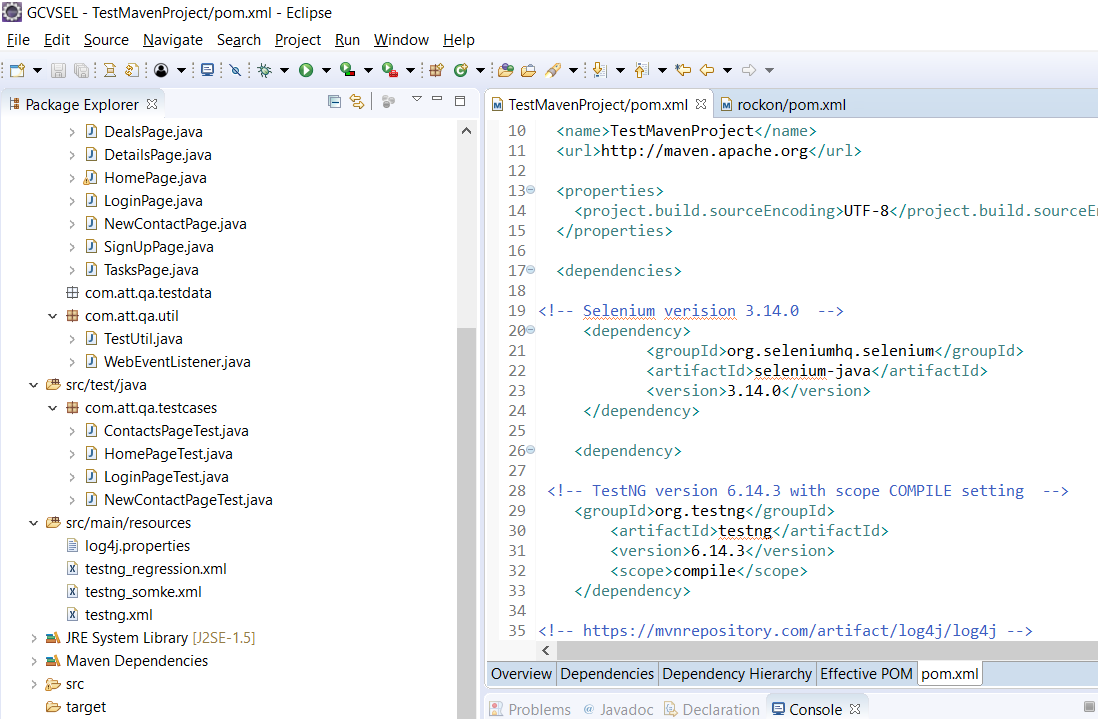 GCVSEL - TestMavenProject/pom.xml - Eclipse
File Edit Source Navigate Search Project Run Window Help
Package Explorer
DealsPage.java
DetailsPage.java
HomePage.java
LoginPage.java
NewContactPage.java
SignUpPage.java
TasksPage.java
com.att.qa.testdata
com.att.qa.util
TestUtil.java
WebEventListener.java
src/test/java
com.att.qa.testcases
ContactsPageTest.java
HomePageTest.java
LoginPageTest.java
NewContactPageTest.java
src/main/resources
log4j.properties
testng_regression.xml
testng_somke.xml
testng.xml
JRE System Library [J2SE-1.5]
Maven Dependencies
src
target
TestMavenProject/pom.xml rockon/pom.xml
10 <name>TestMavenProject</name>
11 <url>http://maven.apache.org</url>
12
13 <properties>
14 <project.build.sourceEncoding>UTF-8</project.build.sourceEn
15 </properties>
16
17 <dependencies>
18
19 <!-- Selenium verision 3.14.0 -->
20 <dependency>
21 <groupId>org.seleniumhq.selenium</groupId>
22 <artifactId>selenium-java</artifactId>
23 <version>3.14.0</version>
24 </dependency>
25
26 <dependency>
27
28 <!-- TestNG version 6.14.3 with scope COMPILE setting -->
29 <groupId>org.testng</groupId>
30 <artifactId>testng</artifactId>
31 <version>6.14.3</version>
32 <scope>compile</scope>
33 </dependency>
34
35 <!-- https://mvnrepository.com/artifact/log4j/log4j -->
Overview Dependencies Dependency Hierarchy Effective POM pom.xml
Problems Javadoc Declaration Console